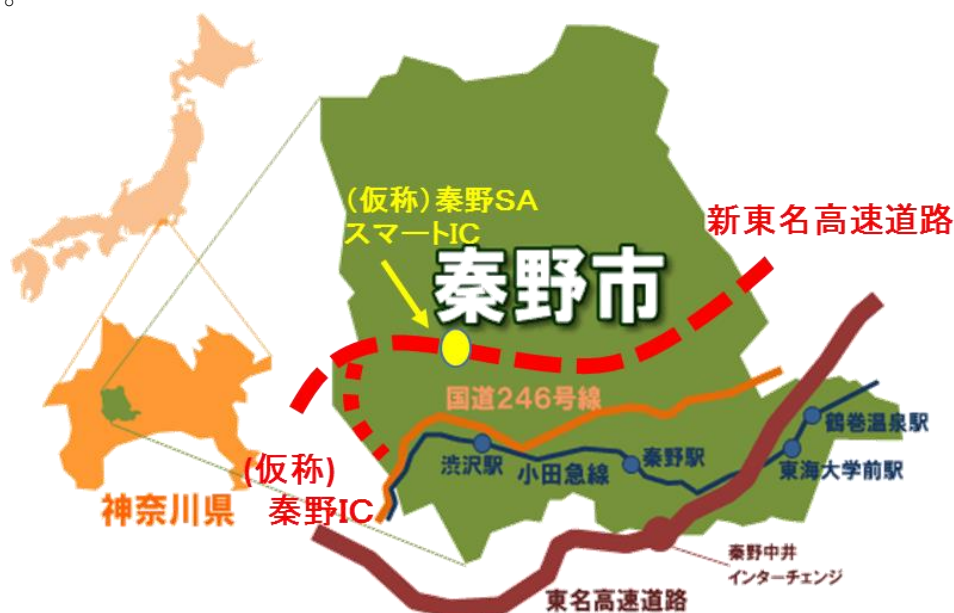 。
(仮称)秦野SA
スマートIC
新東名高速道路
秦野市
国道246号線
鶴巻温泉駅
渋沢駅
小田急線
秦野駅
東海大学前駅
(仮称)
秦野IC
神奈川県
秦野中井
インターチェンジ
東名高速道路